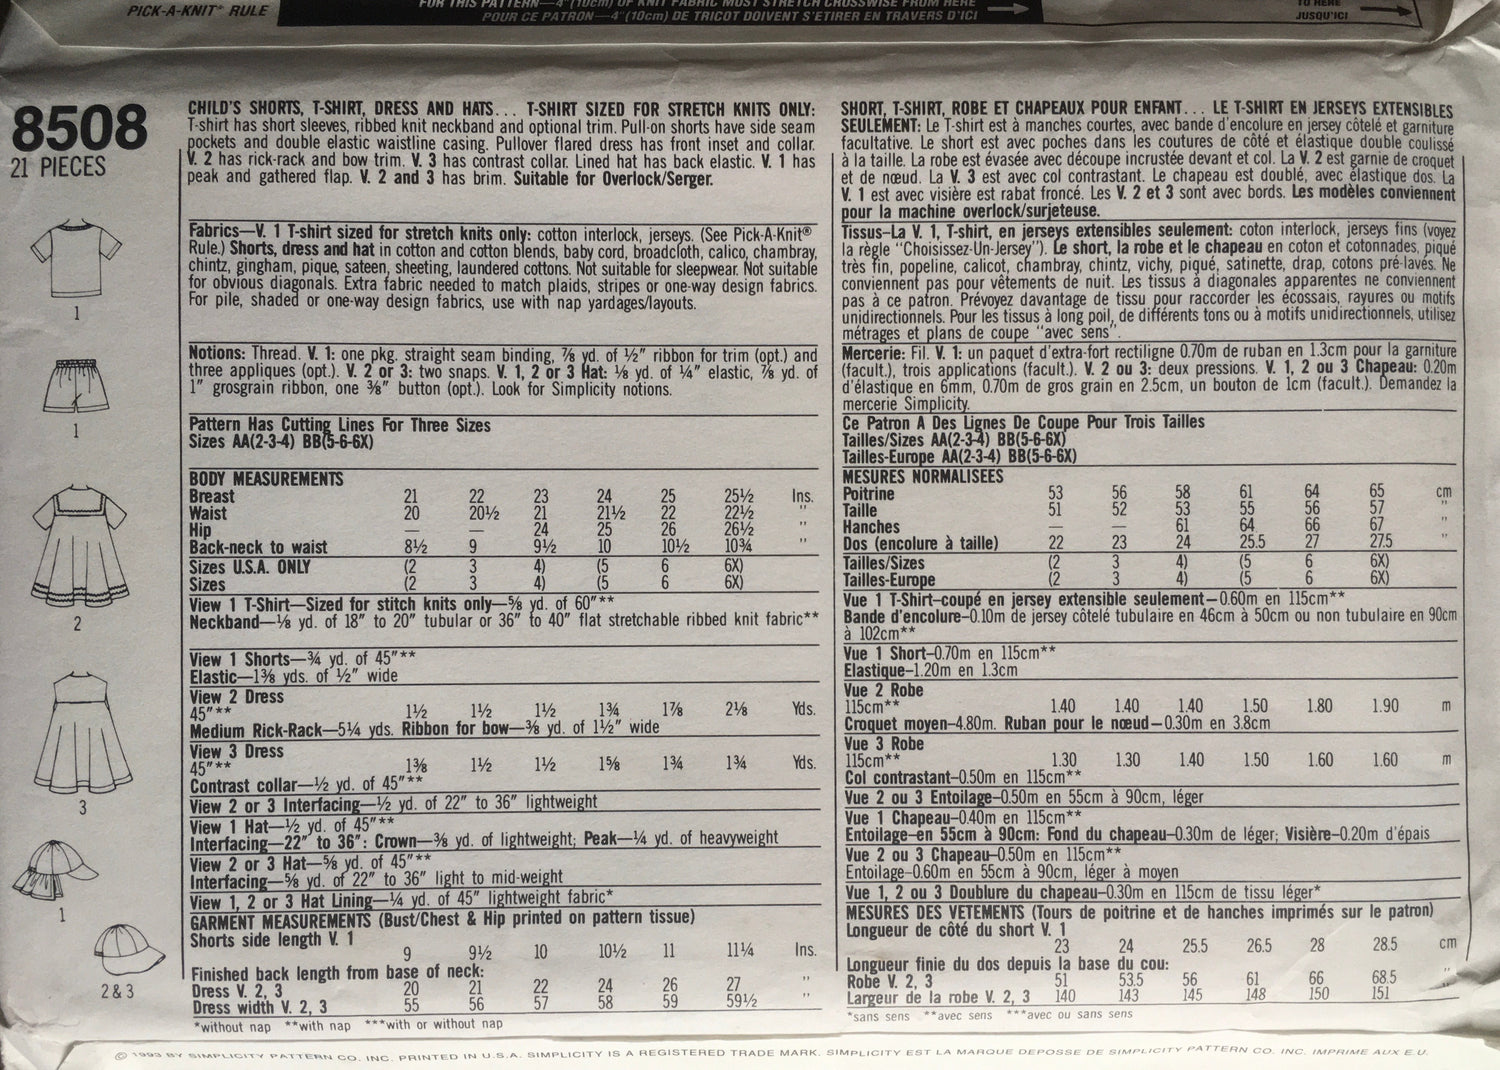 PICK-A-KNIT® RULE
FOR THIS PATTERN—4"(10cm) OF KNIT FABRIC MUST STRETCH CROSSWISE FROM HERE
POUR CE PATRON—4"(10cm) DE TRICOT DOIVENT S'ETIRER EN TRAVERS D'ICI
TO HERE
JUSQU'ICI
8508
21 PIECES
1
1
2
3
1
2 & 3
CHILD'S SHORTS, T-SHIRT, DRESS AND HATS... T-SHIRT SIZED FOR STRETCH KNITS ONLY:
T-shirt has short sleeves, ribbed knit neckband and optional trim. Pull-on shorts have side seam
pockets and double elastic waistline casing. Pullover flared dress has front inset and collar.
V. 2 has rick-rack and bow trim. V. 3 has contrast collar. Lined hat has back elastic. V. 1 has
peak and gathered flap. V. 2 and 3 has brim. Suitable for Overlock/Serger.
Fabrics—V. 1 T-shirt sized for stretch knits only: cotton interlock, jerseys. (See Pick-A-Knit®
Rule.) Shorts, dress and hat in cotton and cotton blends, baby cord, broadcloth, calico, chambray,
chintz, gingham, pique, sateen, sheeting, laundered cottons. Not suitable for sleepwear. Not suitable
for obvious diagonals. Extra fabric needed to match plaids, stripes or one-way design fabrics.
For pile, shaded or one-way design fabrics, use with nap yardages/layouts.
Notions: Thread. V. 1: one pkg. straight seam binding, ⅞ yd. of ½" ribbon for trim (opt.) and
three appliques (opt.). V. 2 or 3: two snaps. V. 1, 2 or 3 Hat: ⅛ yd. of ¼" elastic, ⅞ yd. of
1" grosgrain ribbon, one ⅜" button (opt.). Look for Simplicity notions.
Pattern Has Cutting Lines For Three Sizes
Sizes AA(2-3-4) BB(5-6-6X)
BODY MEASUREMENTS
Breast 21 22 23 24 25 25½ Ins.
Waist 20 20½ 21 21½ 22 22½ "
Hip — — 24 25 26 26½ "
Back-neck to waist 8½ 9 9½ 10 10½ 10¾ "
Sizes U.S.A. ONLY (2 3 4) (5 6 6X)
Sizes (2 3 4) (5 6 6X)
View 1 T-Shirt—Sized for stitch knits only—⅝ yd. of 60"**
Neckband—⅛ yd. of 18" to 20" tubular or 36" to 40" flat stretchable ribbed knit fabric**
View 1 Shorts—¾ yd. of 45"**
Elastic—1⅜ yds. of ½" wide
View 2 Dress
45"** 1½ 1½ 1½ 1¾ 1⅞ 2⅛ Yds.
Medium Rick-Rack—5¼ yds. Ribbon for bow—⅜ yd. of 1½" wide
View 3 Dress
45"** 1⅜ 1½ 1½ 1⅝ 1¾ 1¾ Yds.
Contrast collar—½ yd. of 45"**
View 2 or 3 Interfacing—½ yd. of 22" to 36" lightweight
View 1 Hat—½ yd. of 45"**
Interfacing—22" to 36": Crown—⅜ yd. of lightweight; Peak—¼ yd. of heavyweight
View 2 or 3 Hat—⅝ yd. of 45"**
Interfacing—⅝ yd. of 22" to 36" light to mid-weight
View 1, 2 or 3 Hat Lining—¼ yd. of 45" lightweight fabric*
GARMENT MEASUREMENTS (Bust/Chest & Hip printed on pattern tissue)
Shorts side length V. 1
9 9½ 10 10½ 11 11¼ Ins.
Finished back length from base of neck:
Dress V. 2, 3 20 21 22 24 26 27 "
Dress width V. 2, 3 55 56 57 58 59 59½ "
*without nap **with nap ***with or without nap
SHORT, T-SHIRT, ROBE ET CHAPEAUX POUR ENFANT... LE T-SHIRT EN JERSEYS EXTENSIBLES
SEULEMENT: Le T-shirt est à manches courtes, avec bande d'encolure en jersey côtelé et garniture
facultative. Le short est avec poches dans les coutures de côté et élastique double coulissé
à la taille. La robe est évasée avec découpe incrustée devant et col. La V. 2 est garnie de croquet
et de nœud. La V. 3 est avec col contrastant. Le chapeau est doublé, avec élastique dos. La
V. 1 est avec visière est rabat froncé. Les V. 2 et 3 sont avec bords. Les modèles conviennent
pour la machine overlock/surjeteuse.
Tissus—La V. 1, T-shirt, en jerseys extensibles seulement: coton interlock, jerseys fins (voyez
la règle "Choisissez-Un-Jersey"). Le short, la robe et le chapeau en coton et cotonnades, piqué
très fin, popeline, calicot, chambray, chintz, vichy, piqué, satinette, drap, cotons pré-lavés. Ne
conviennent pas pour vêtements de nuit. Les tissus à diagonales apparentes ne conviennent
pas à ce patron. Prévoyez davantage de tissu pour raccorder les écossais, rayures ou motifs
unidirectionnels. Pour les tissus à long poil, de différents tons ou à motifs unidirectionnels, utilisez
métrages et plans de coupe "avec sens".
Mercerie: Fil. V. 1: un paquet d'extra-fort rectiligne 0.70m de ruban en 1.3cm pour la garniture
(facult.), trois applications (facult.). V. 2 ou 3: deux pressions. V. 1, 2 ou 3 Chapeau: 0.20m
d'élastique en 6mm, 0.70m de gros grain en 2.5cm, un bouton de 1cm (facult.). Demandez la
mercerie Simplicity.
Ce Patron A Des Lignes De Coupe Pour Trois Tailles
Tailles/Sizes AA(2-3-4) BB(5-6-6X)
Tailles-Europe AA(2-3-4) BB(5-6-6X)
MESURES NORMALISEES
Poitrine 53 56 58 61 64 65 cm
Taille 51 52 53 55 56 57 "
Hanches — — 61 64 66 67 "
Dos (encolure à taille) 22 23 24 25.5 27 27.5 "
Tailles/Sizes (2 3 4) (5 6 6X)
Tailles-Europe (2 3 4) (5 6 6X)
Vue 1 T-Shirt—coupé en jersey extensible seulement—0.60m en 115cm**
Bande d'encolure—0.10m de jersey côtelé tubulaire en 46cm à 50cm ou non tubulaire en 90cm
à 102cm**
Vue 1 Short—0.70m en 115cm**
Elastique—1.20m en 1.3cm
Vue 2 Robe
115cm** 1.40 1.40 1.40 1.50 1.80 1.90 m
Croquet moyen—4.80m. Ruban pour le nœud—0.30m en 3.8cm
Vue 3 Robe
115cm** 1.30 1.30 1.40 1.50 1.60 1.60 m
Col contrastant—0.50m en 115cm**
Vue 2 ou 3 Entoilage—0.50m en 55cm à 90cm, léger
Vue 1 Chapeau—0.40m en 115cm**
Entoilage—en 55cm à 90cm: Fond du chapeau—0.30m de léger; Visière—0.20m d'épais
Vue 2 ou 3 Chapeau—0.50m en 115cm**
Entoilage—0.60m en 55cm à 90cm, léger à moyen
Vue 1, 2 ou 3 Doublure du chapeau—0.30m en 115cm de tissu léger*
MESURES DES VETEMENTS (Tours de poitrine et de hanches imprimés sur le patron)
Longueur de côté du short V. 1
23 24 25.5 26.5 28 28.5 cm
Longueur finie du dos depuis la base du cou:
Robe V. 2, 3 51 53.5 56 61 66 68.5 "
Largeur de la robe V. 2, 3 140 143 145 148 150 151 "
*sans sens **avec sens ***avec ou sans sens
© 1993 BY SIMPLICITY PATTERN CO. INC. PRINTED IN U.S.A. SIMPLICITY IS A REGISTERED TRADE MARK. SIMPLICITY EST LA MARQUE DEPOSSE DE SIMPLICITY PATTERN CO. INC. IMPRIME AUX E.U.